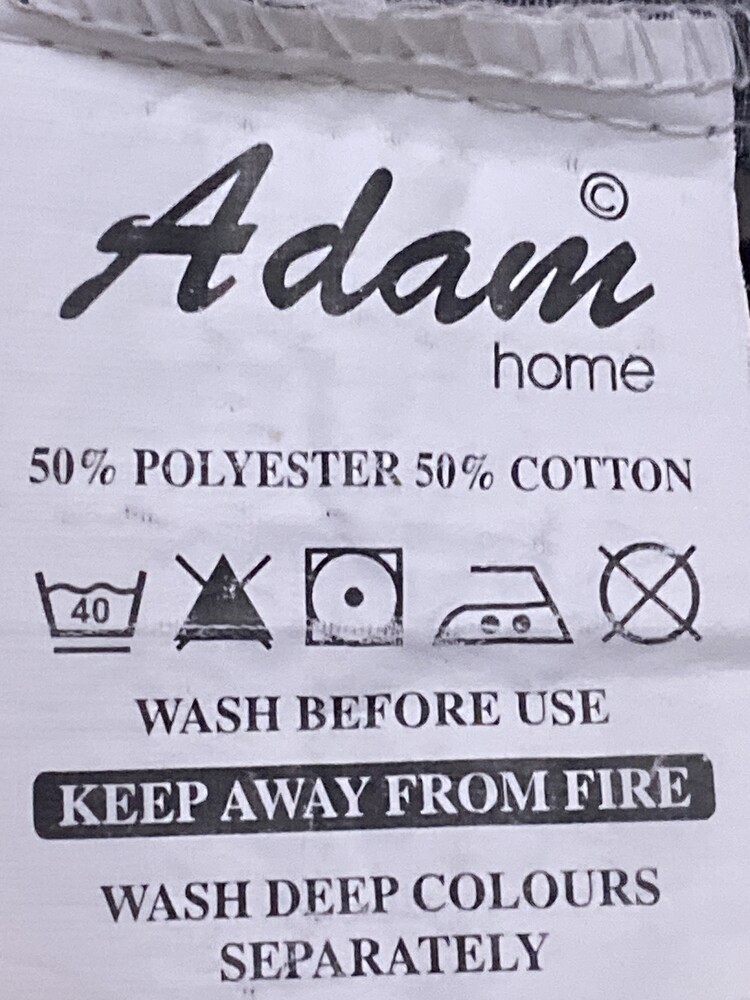 Adam ©
home
50% POLYESTER 50% COTTON
40
WASH BEFORE USE
KEEP AWAY FROM FIRE
WASH DEEP COLOURS
SEPARATELY